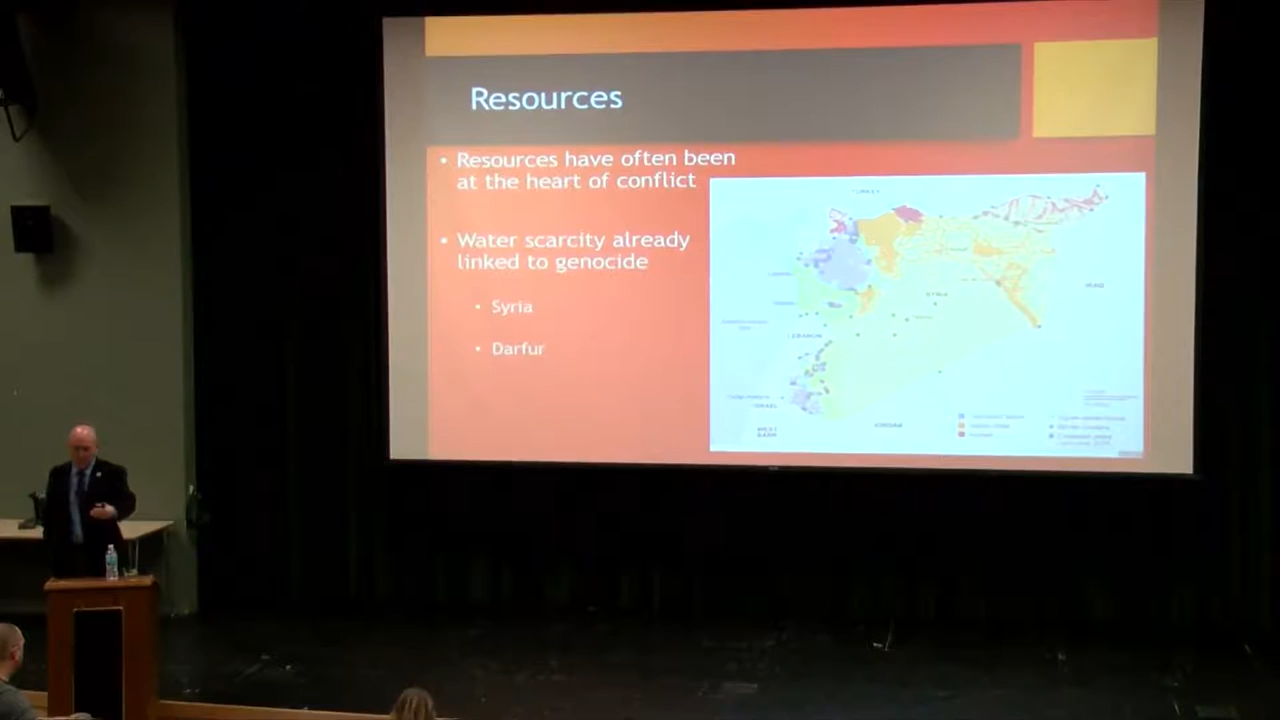 Resources
• Resources have often been
at the heart of conflict
• Water scarcity already
linked to genocide
• Syria
• Darfur
TURKEY
SYRIA
IRAQ
LEBANON
ISRAEL
WEST
BANK
JORDAN